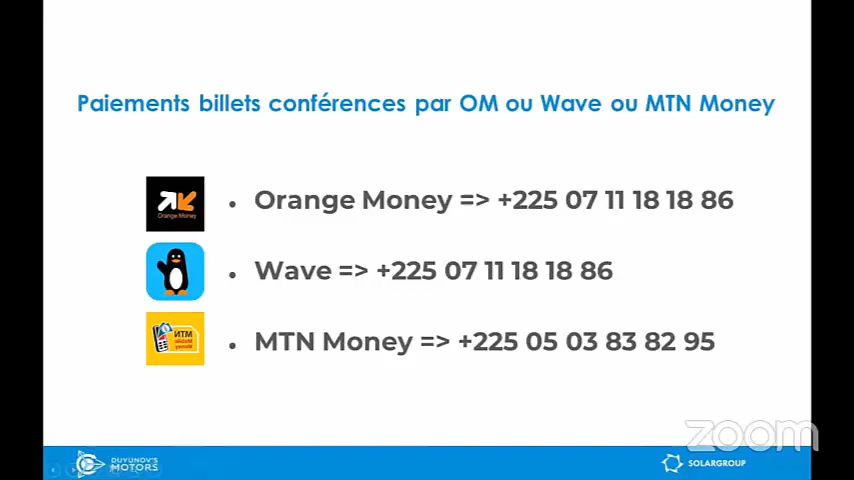 Paiements billets conférences par OM ou Wave ou MTN Money
Orange Money
• Orange Money => +225 07 11 18 18 86
• Wave => +225 07 11 18 18 86
• MTN Money => +225 05 03 83 82 95
zoom
DUYUNOV'S
MOTORS
SOLARGROUP